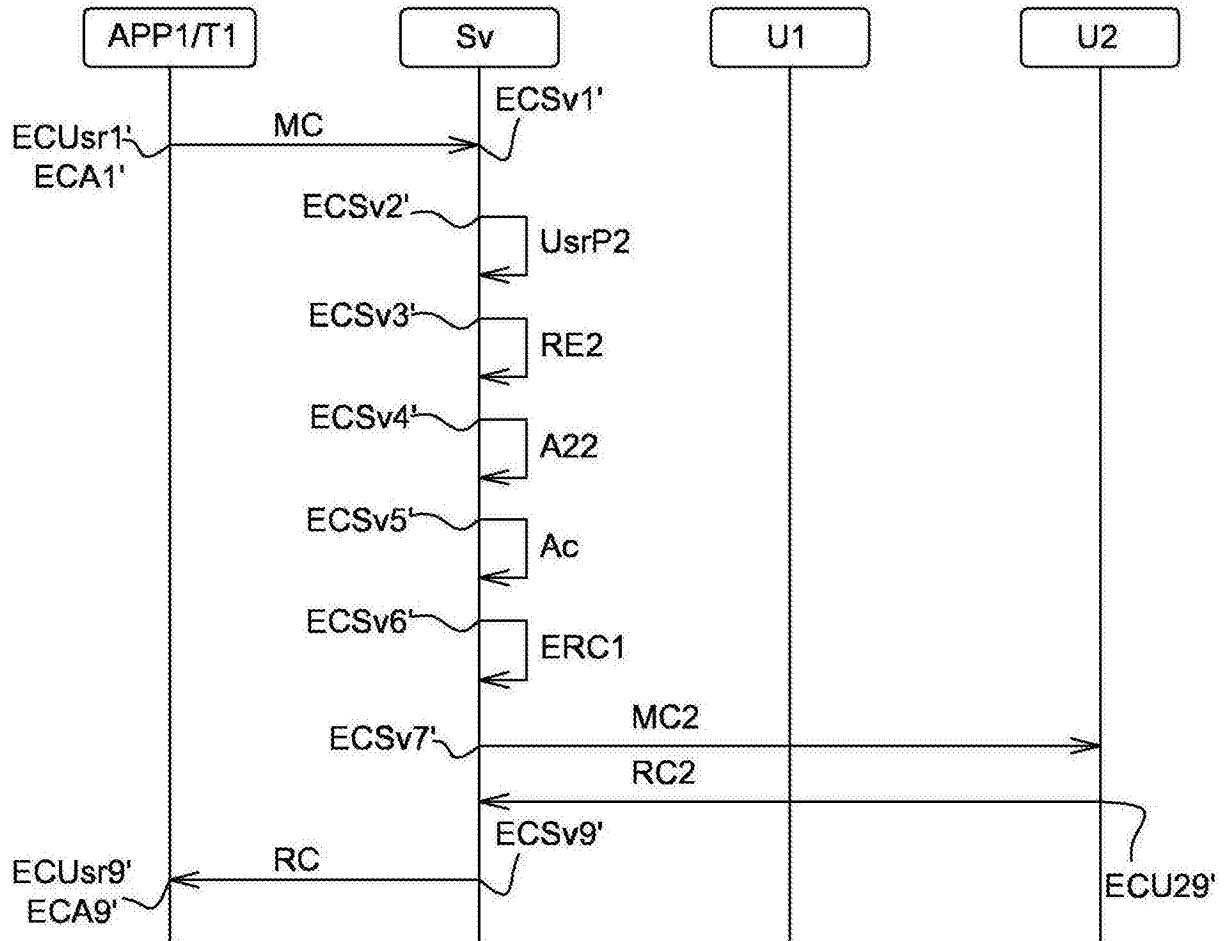 APP1/T1 Sv U1 U2
ECSv1'
MC
ECUsr1'
ECA1'
ECSv2'
UsrP2
ECSv3'
RE2
ECSv4'
A22
ECSv5'
Ac
ECSv6'
ERC1
MC2
ECSv7'
RC2
ECSv9'
RC
ECUsr9'
ECU29'
ECA9'